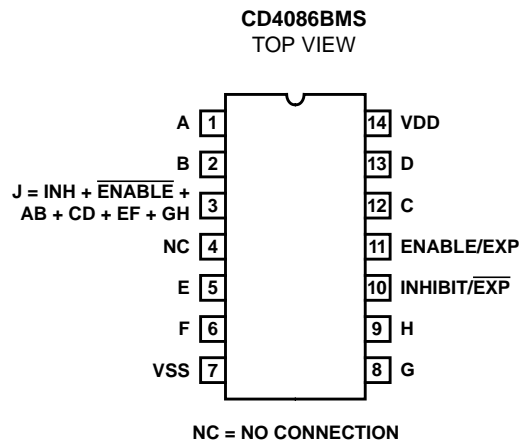 CD4086BMS
TOP VIEW
A 1
B 2
J = INH + ENABLE +
AB + CD + EF + GH
3
NC 4
E 5
F 6
VSS 7
14 VDD
13 D
12 C
11 ENABLE/EXP
10 INHIBIT/EXP
9 H
8 G
NC = NO CONNECTION